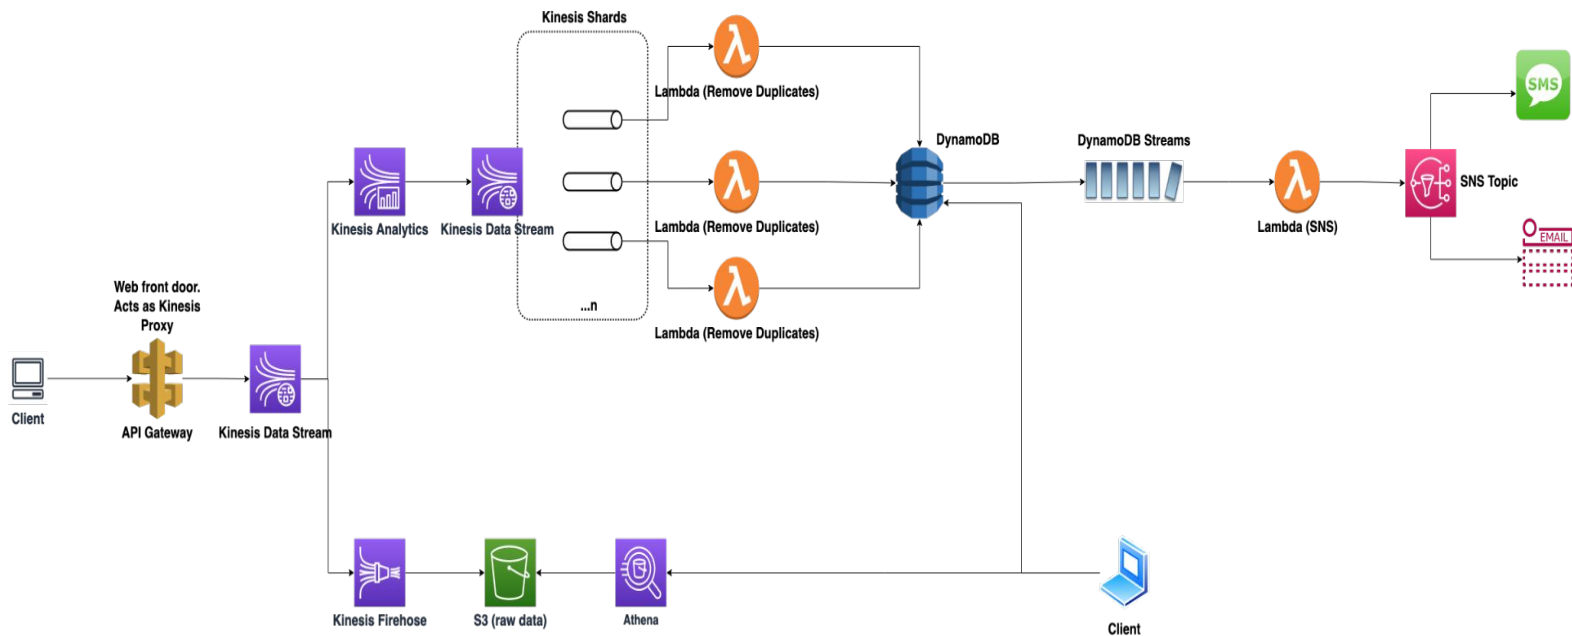 Kinesis Shards
Lambda (Remove Duplicates)
SMS
DynamoDB
DynamoDB Streams
SNS Topic
Kinesis Analytics
Kinesis Data Stream
Lambda (Remove Duplicates)
Lambda (SNS)
EMAIL
Web front door.
Acts as Kinesis
Proxy
...n
Lambda (Remove Duplicates)
Client
API Gateway
Kinesis Data Stream
Kinesis Firehose
S3 (raw data)
Athena
Client